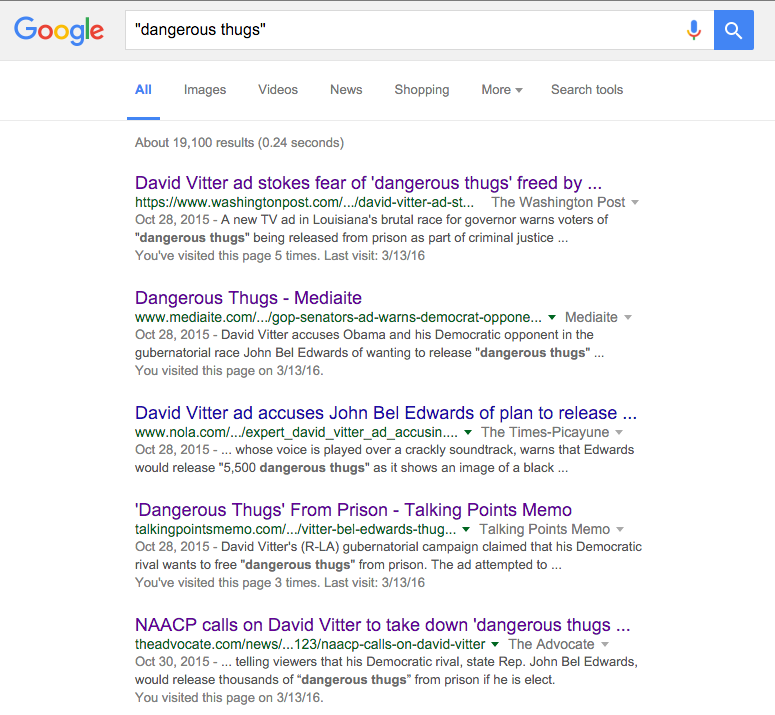 Google
"dangerous thugs"
All Images Videos News Shopping More Search tools
About 19,100 results (0.24 seconds)
David Vitter ad stokes fear of 'dangerous thugs' freed by ...
https://www.washingtonpost.com/.../david-vitter-ad-st... The Washington Post
Oct 28, 2015 - A new TV ad in Louisiana's brutal race for governor warns voters of
"dangerous thugs" being released from prison as part of criminal justice ...
You've visited this page 5 times. Last visit: 3/13/16
Dangerous Thugs - Mediaite
www.mediaite.com/.../gop-senators-ad-warns-democrat-oppone... Mediaite
Oct 28, 2015 - David Vitter accuses Obama and his Democratic opponent in the
gubernatorial race John Bel Edwards of wanting to release "dangerous thugs" ...
You visited this page on 3/13/16.
David Vitter ad accuses John Bel Edwards of plan to release ...
www.nola.com/.../expert_david_vitter_ad_accusin.... The Times-Picayune
Oct 28, 2015 - ... whose voice is played over a crackly soundtrack, warns that Edwards
would release "5,500 dangerous thugs" as it shows an image of a black ...
'Dangerous Thugs' From Prison - Talking Points Memo
talkingpointsmemo.com/.../vitter-bel-edwards-thug... Talking Points Memo
Oct 28, 2015 - David Vitter's (R-LA) gubernatorial campaign claimed that his Democratic
rival wants to free "dangerous thugs" from prison. The ad attempted to ...
You've visited this page 3 times. Last visit: 3/13/16
NAACP calls on David Vitter to take down 'dangerous thugs ...
theadvocate.com/news/...123/naacp-calls-on-david-vitter The Advocate
Oct 30, 2015 - ... telling viewers that his Democratic rival, state Rep. John Bel Edwards,
would release thousands of “dangerous thugs” from prison if he is elect.
You visited this page on 3/13/16.